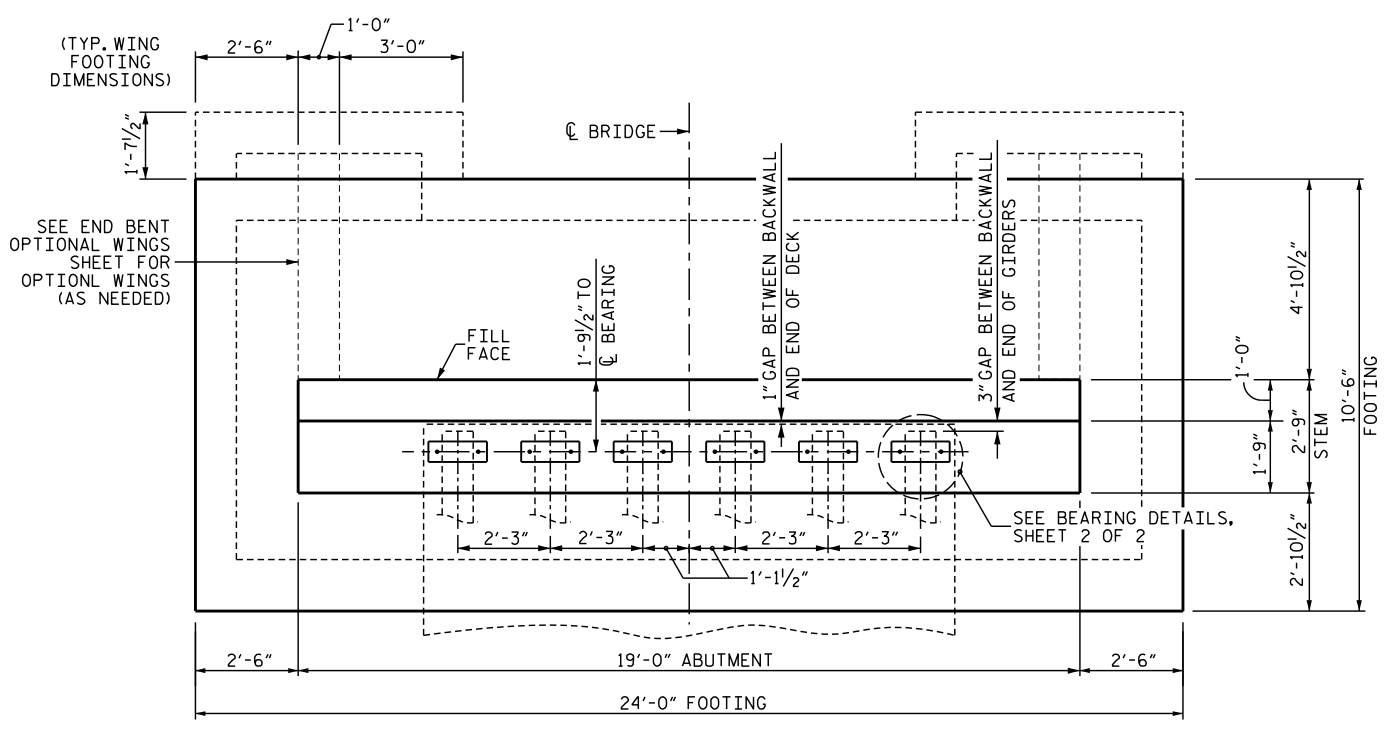 1'-0"
(TYP. WING
FOOTING
DIMENSIONS)
2'-6"
3'-0"
1'-7½"
℄ BRIDGE
SEE END BENT
OPTIONAL WINGS
SHEET FOR
OPTIONL WINGS
(AS NEEDED)
FILL
FACE
1'-9½" TO
℄ BEARING
1" GAP BETWEEN BACKWALL
AND END OF DECK
3" GAP BETWEEN BACKWALL
AND END OF GIRDERS
4'-10½"
1'-0"
1'-9"
2'-9"
STEM
10'-6"
FOOTING
2'-10½"
SEE BEARING DETAILS,
SHEET 2 OF 2
2'-3"
2'-3"
2'-3"
2'-3"
1'-1½"
2'-6"
19'-0" ABUTMENT
2'-6"
24'-0" FOOTING